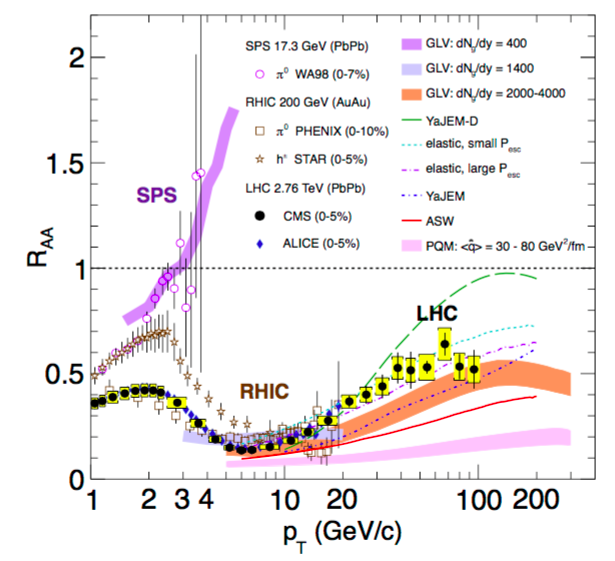 2
1.5
1
0.5
0
R_AA
SPS 17.3 GeV (PbPb)
π⁰ WA98 (0-7%)
RHIC 200 GeV (AuAu)
π⁰ PHENIX (0-10%)
h± STAR (0-5%)
LHC 2.76 TeV (PbPb)
CMS (0-5%)
ALICE (0-5%)
GLV: dN_g/dy = 400
GLV: dN_g/dy = 1400
GLV: dN_g/dy = 2000-4000
YaJEM-D
elastic, small P_esc
elastic, large P_esc
YaJEM
ASW
PQM: <q̂> = 30 - 80 GeV²/fm
SPS
LHC
RHIC
1 2 3 4 10 20 100 200
p_T (GeV/c)